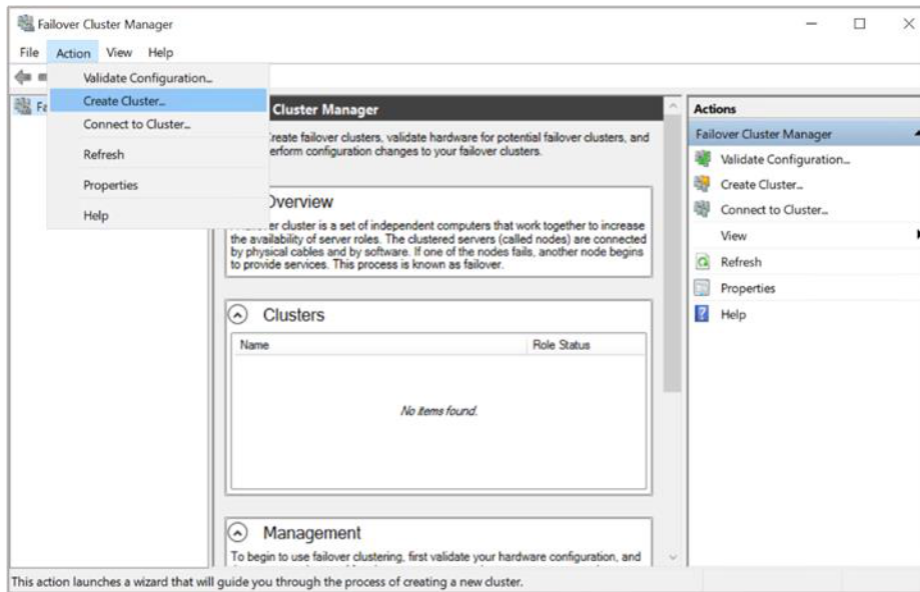 Failover Cluster Manager
File Action View Help
Validate Configuration...
Create Cluster...
Connect to Cluster...
Refresh
Properties
Help
Cluster Manager
Create failover clusters, validate hardware for potential failover clusters, and
perform configuration changes to your failover clusters.
Overview
cluster is a set of independent computers that work together to increase
the availability of server roles. The clustered servers (called nodes) are connected
by physical cables and by software. If one of the nodes fails, another node begins
to provide services. This process is known as failover.
Clusters
Name Role Status
No items found.
Management
To begin to use failover clustering, first validate your hardware configuration, and
Actions
Failover Cluster Manager
Validate Configuration...
Create Cluster...
Connect to Cluster...
View
Refresh
Properties
Help
This action launches a wizard that will guide you through the process of creating a new cluster.